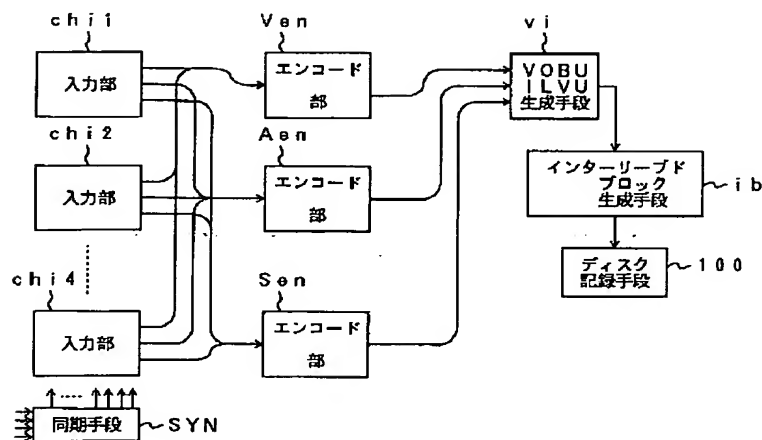 chi1
Ven
vi
入力部
エンコード
部
VOBU
ILVU
生成手段
chi2
Aen
入力部
エンコード
部
インターリーブド
ブロック
生成手段
ib
chi4
Sen
ディスク
記録手段
100
入力部
エンコード
部
同期手段
SYN